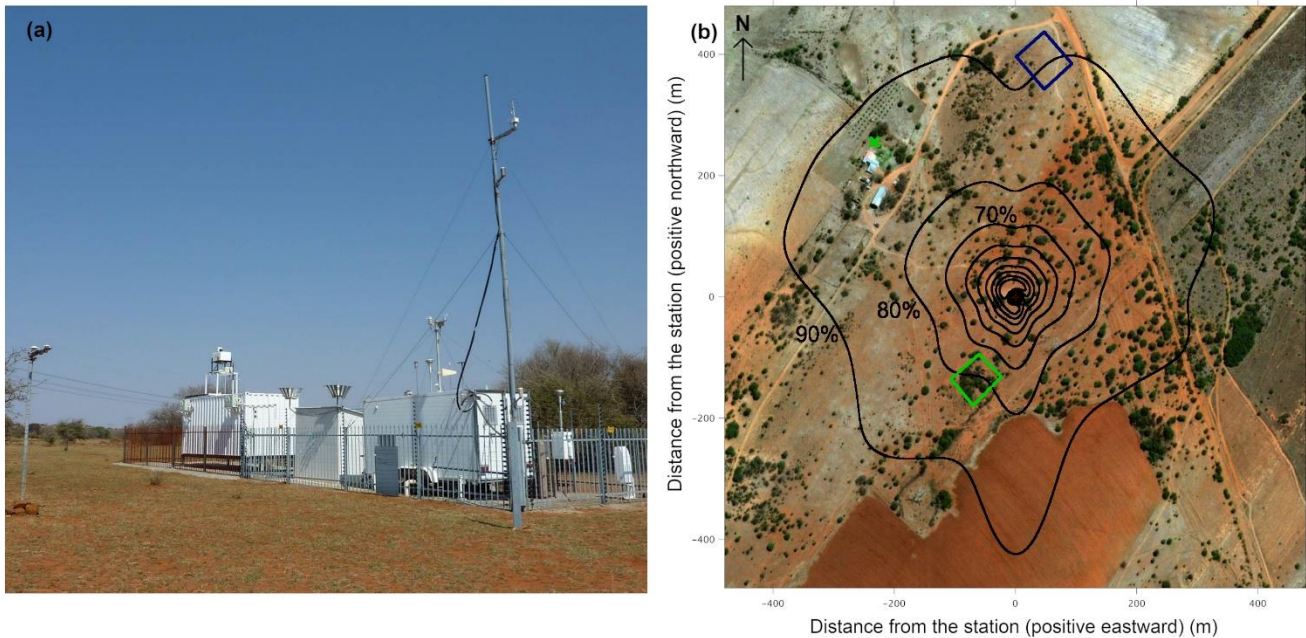 (a)
(b)
N
400
200
0
−200
−400
70%
80%
90%
−400
−200
0
200
400
Distance from the station (positive northward) (m)
Distance from the station (positive eastward) (m)